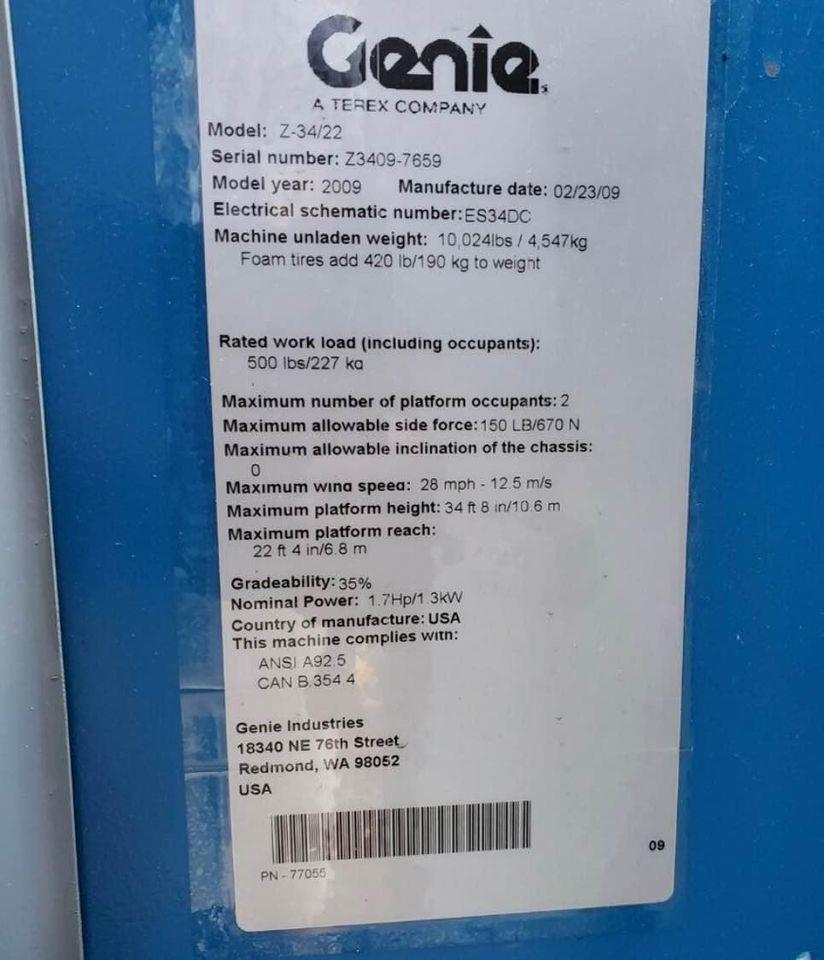 Genie
A TEREX COMPANY
Model: Z-34/22
Serial number: Z3409-7659
Model year: 2009 Manufacture date: 02/23/09
Electrical schematic number: ES34DC
Machine unladen weight: 10,024lbs / 4,547kg
Foam tires add 420 lb/190 kg to weight
Rated work load (including occupants):
500 lbs/227 kg
Maximum number of platform occupants: 2
Maximum allowable side force: 150 LB/670 N
Maximum allowable inclination of the chassis:
0
Maximum wind speed: 28 mph - 12.5 m/s
Maximum platform height: 34 ft 8 in/10.6 m
Maximum platform reach:
22 ft 4 in/6.8 m
Gradeability: 35%
Nominal Power: 1.7Hp/1.3kW
Country of manufacture: USA
This machine complies with:
ANSI A92.5
CAN B.354.4
Genie Industries
18340 NE 76th Street
Redmond, WA 98052
USA
09
PN - 77055